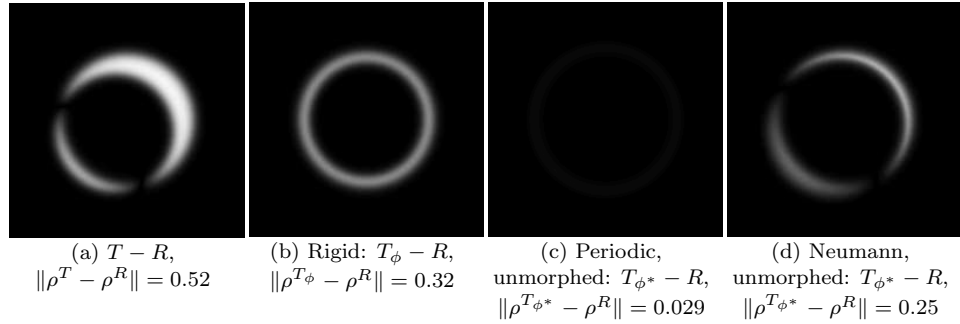 (a) T − R,
‖ρ^T − ρ^R‖ = 0.52
(b) Rigid: T_ϕ − R,
‖ρ^{T_ϕ} − ρ^R‖ = 0.32
(c) Periodic,
unmorphed: T_{ϕ*} − R,
‖ρ^{T_{ϕ*}} − ρ^R‖ = 0.029
(d) Neumann,
unmorphed: T_{ϕ*} − R,
‖ρ^{T_{ϕ*}} − ρ^R‖ = 0.25